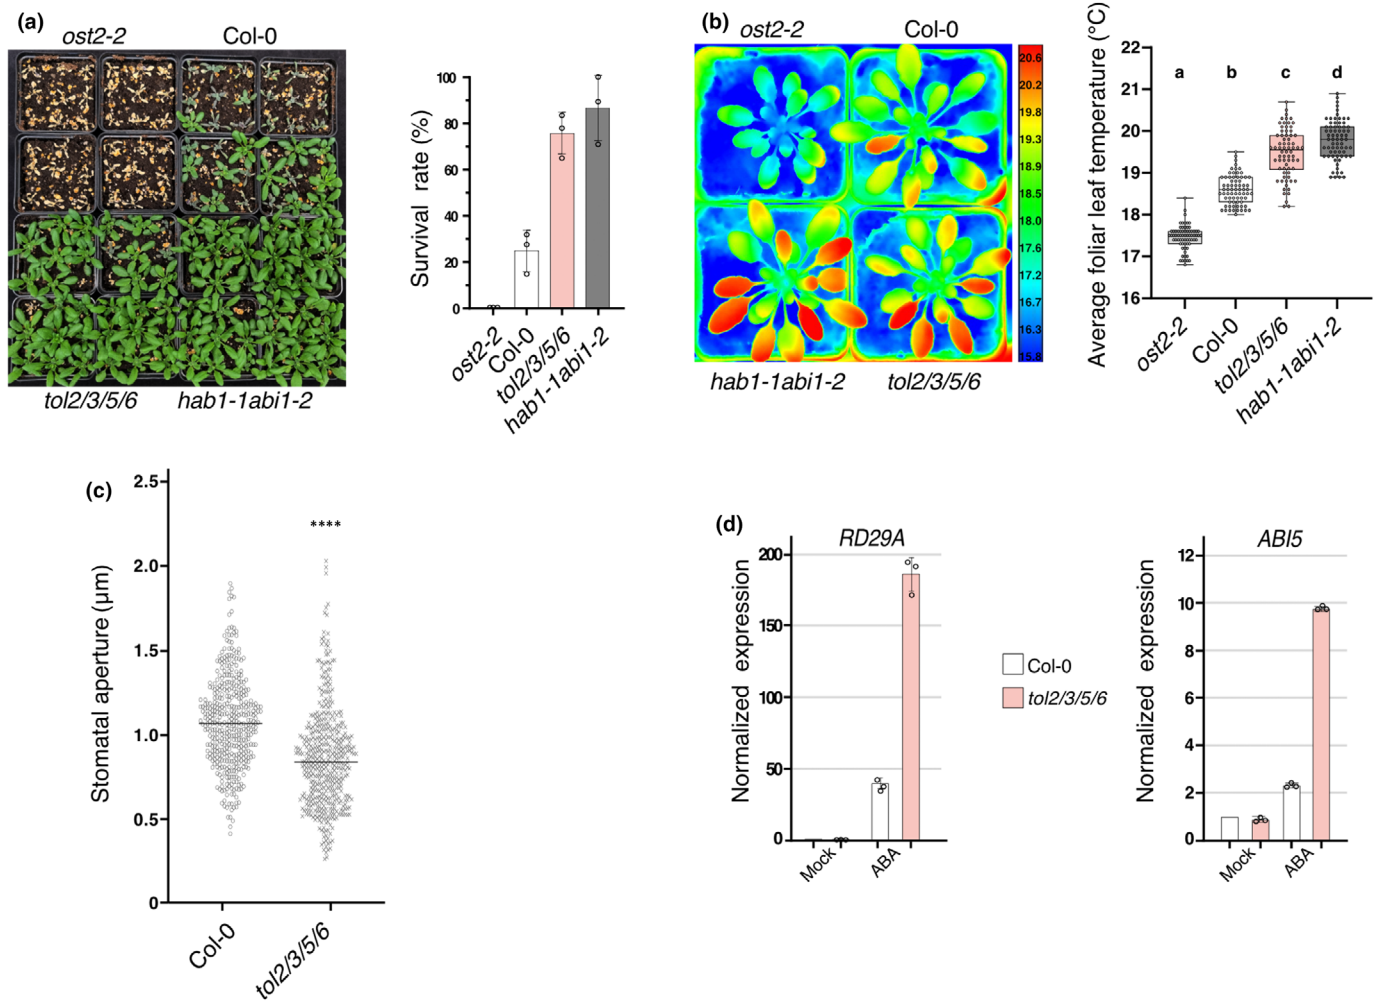 (a)
ost2-2 Col-0
tol2/3/5/6 hab1-1abi1-2
Survival rate (%)
100
80
60
40
20
0
ost2-2
Col-0
tol2/3/5/6
hab1-1abi1-2
(b)
ost2-2 Col-0
hab1-1abi1-2 tol2/3/5/6
20.6
20.2
19.8
19.3
18.9
18.5
18.0
17.6
17.2
16.7
16.3
15.8
Average foliar leaf temperature (°C)
22
21
20
19
18
17
16
a b c d
ost2-2
Col-0
tol2/3/5/6
hab1-1abi1-2
(c)
Stomatal aperture (µm)
2.5
2.0
1.5
1.0
0.5
0
****
Col-0
tol2/3/5/6
(d)
RD29A
Normalized expression
200
150
100
50
0
Mock
ABA
Col-0
tol2/3/5/6
ABI5
Normalized expression
12
10
8
6
4
2
0
Mock
ABA